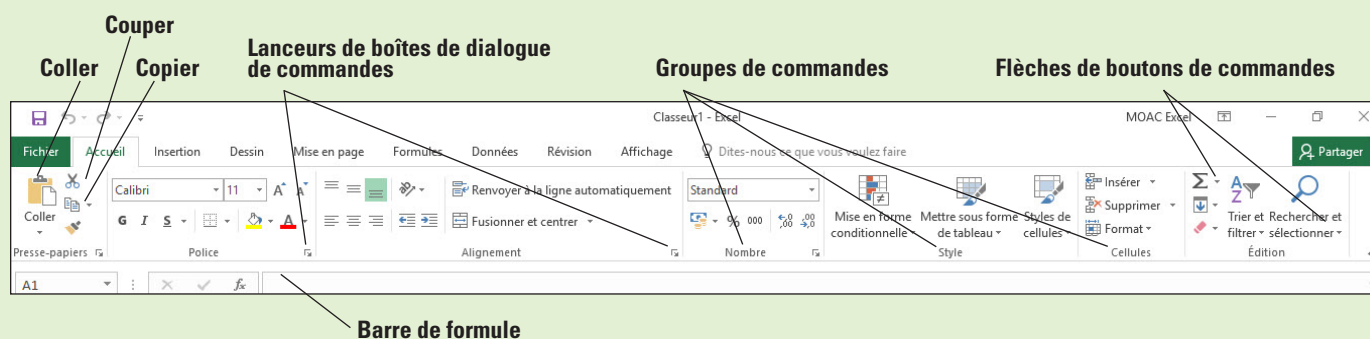 Couper
Lanceurs de boîtes de dialogue
de commandes
Coller Copier
Groupes de commandes
Flèches de boutons de commandes
Classeur1 - Excel
MOAC Excel
Fichier Accueil Insertion Dessin Mise en page Formules Données Révision Affichage Dites-nous ce que vous voulez faire Partager
Calibri 11 A A Renvoyer à la ligne automatiquement Standard Insérer
Coller Supprimer
G I S A Fusionner et centrer % 000 Mise en forme Mettre sous forme Styles de Trier et Rechercher et
Format
conditionnelle de tableau cellules filtrer sélectionner
Presse-papiers Police Alignement Nombre Style Cellules Édition
A1 fx
Barre de formule